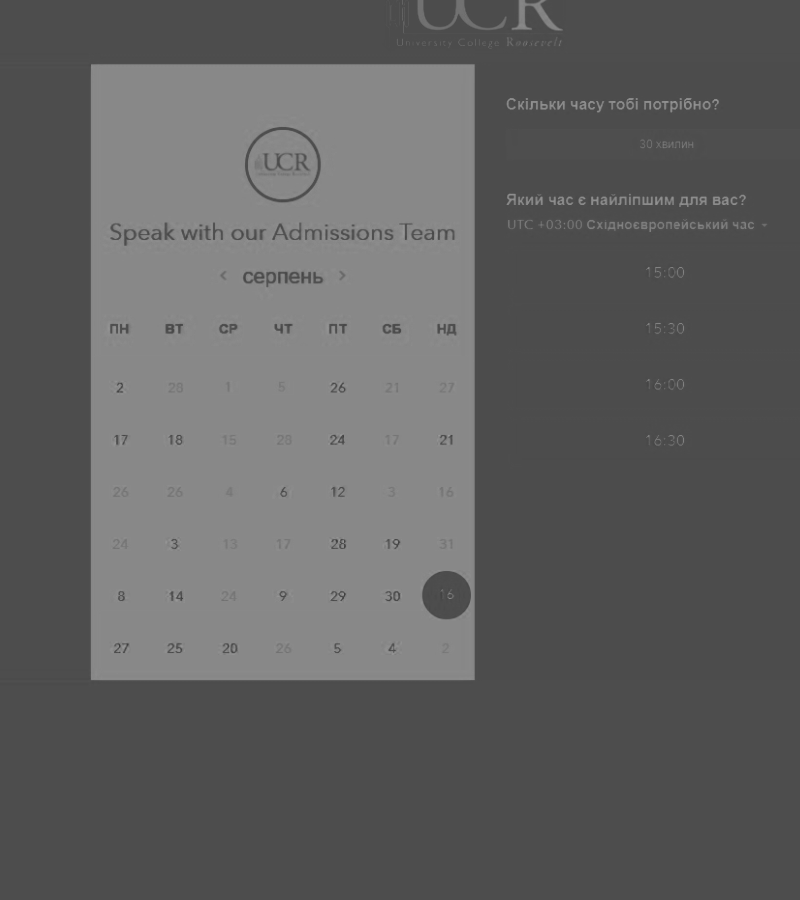 UCR
University College Roosevelt
UCR
Speak with our Admissions Team
серпень
ПН ВТ СР ЧТ ПТ СБ НД
2 28 1 5 26 21 27
17 18 15 28 24 17 21
26 26 4 6 12 3 16
24 3 13 17 28 19 31
8 14 24 9 29 30 16
27 25 20 26 5 4 2
Скільки часу тобі потрібно?
30 хвилин
Який час є найліпшим для вас?
UTC +03:00 Східноєвропейський час
15:00
15:30
16:00
16:30